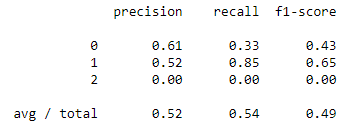 precision recall f1-score
0 0.61 0.33 0.43
1 0.52 0.85 0.65
2 0.00 0.00 0.00
avg / total 0.52 0.54 0.49